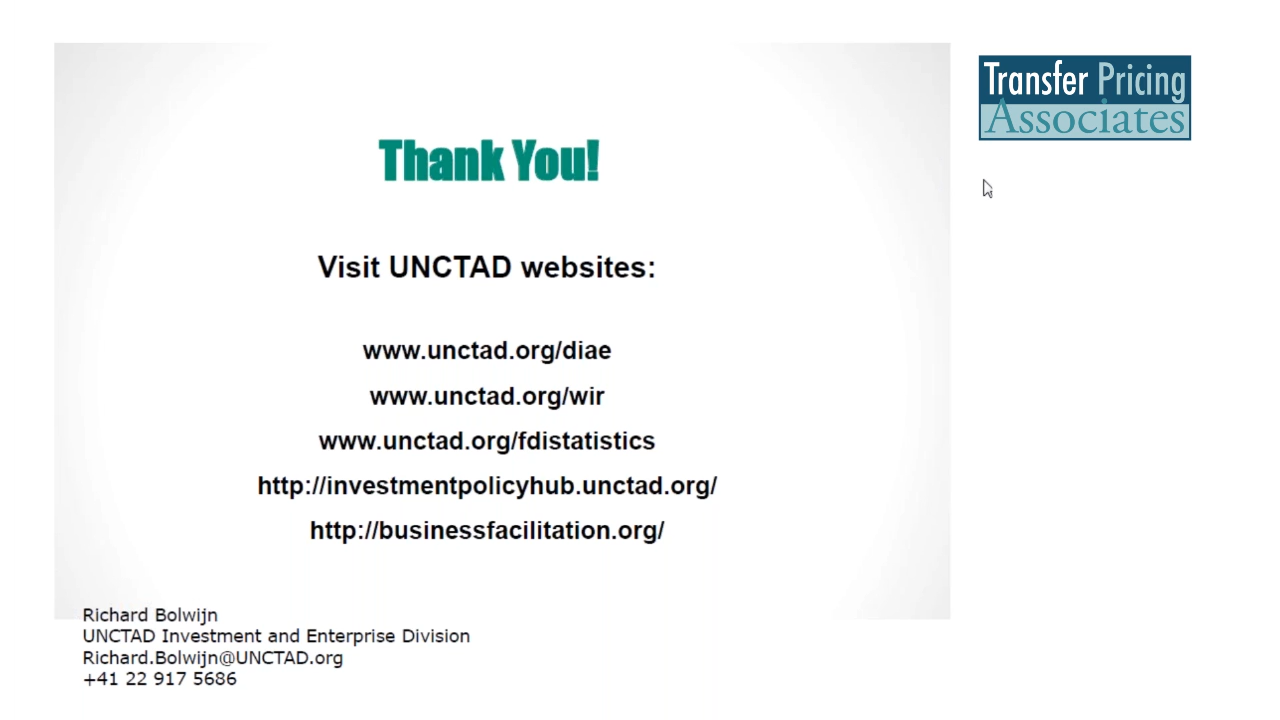 Transfer Pricing
Associates
Thank You!
Visit UNCTAD websites:
www.unctad.org/diae
www.unctad.org/wir
www.unctad.org/fdistatistics
http://investmentpolicyhub.unctad.org/
http://businessfacilitation.org/
Richard Bolwijn
UNCTAD Investment and Enterprise Division
Richard.Bolwijn@UNCTAD.org
+41 22 917 5686